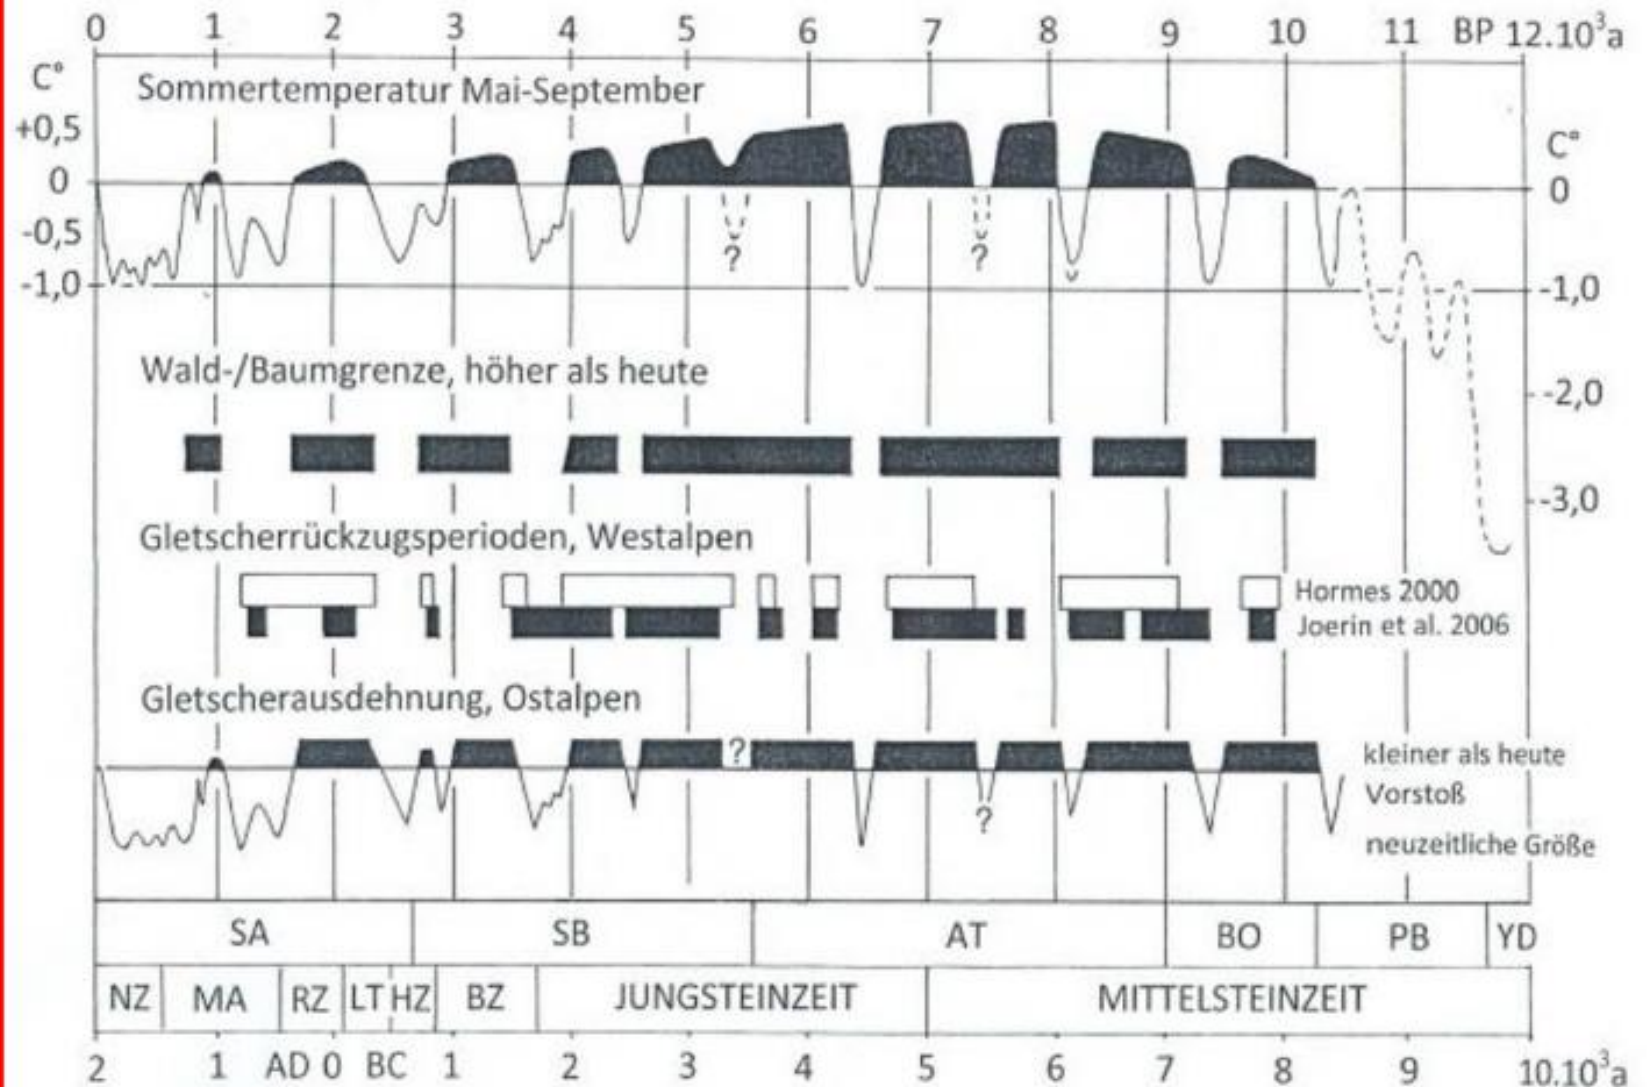 0 1 2 3 4 5 6 7 8 9 10 11 BP 12.10³a
C°
Sommertemperatur Mai-September
+0,5
C°
0
0
-0,5
? ?
-1,0
-1,0
Wald-/Baumgrenze, höher als heute
-2,0
-3,0
Gletscherrückzugsperioden, Westalpen
Hormes 2000
Joerin et al. 2006
Gletscherausdehnung, Ostalpen
?
kleiner als heute
Vorstoß
?
neuzeitliche Größe
SA SB AT BO PB YD
NZ MA RZ LT HZ BZ JUNGSTEINZEIT MITTELSTEINZEIT
2 1 AD 0 BC 1 2 3 4 5 6 7 8 9 10.10³a